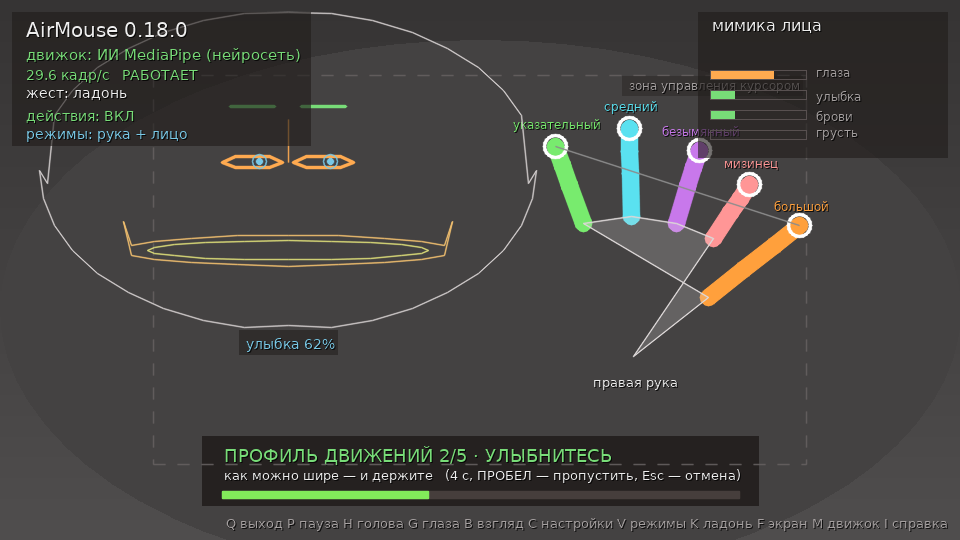 AirMouse 0.18.0
движок: ИИ MediaPipe (нейросеть)
29.6 кадр/с РАБОТАЕТ
жест: ладонь
действия: ВКЛ
режимы: рука + лицо
мимика лица
глаза
улыбка
брови
грусть
зона управления курсором
средний
указательный
безымянный
мизинец
большой
улыбка 62%
правая рука
ПРОФИЛЬ ДВИЖЕНИЙ 2/5 · УЛЫБНИТЕСЬ
как можно шире — и держите (4 с, ПРОБЕЛ — пропустить, Esc — отмена)
Q выход P пауза H голова G глаза B взгляд C настройки V режимы K ладонь F экран M движок I справка